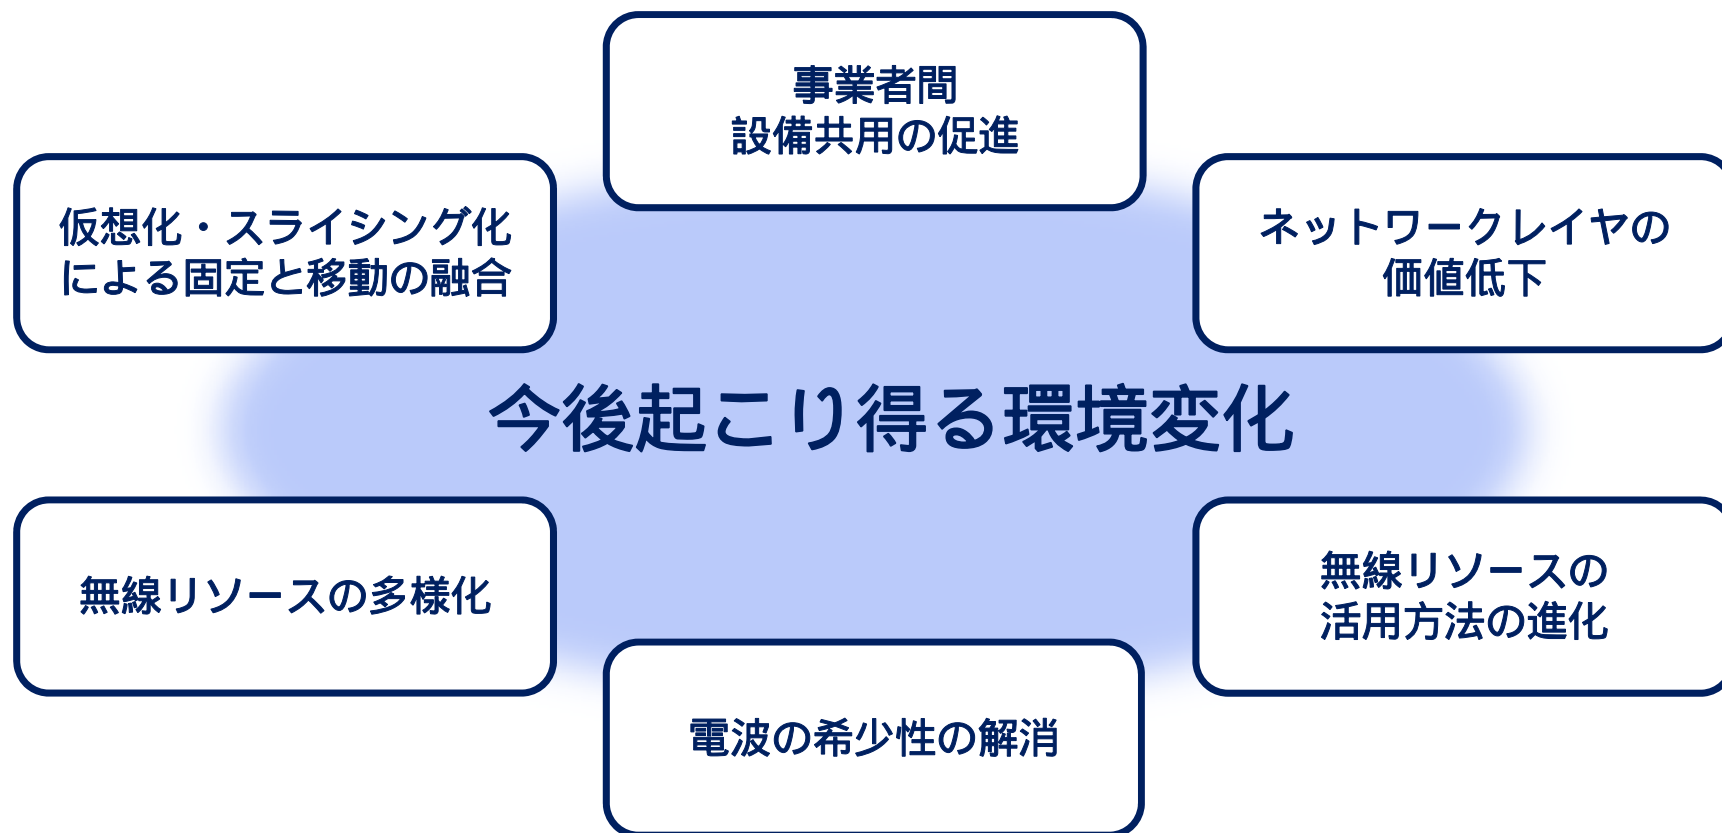 事業者間
設備共用の促進
仮想化・スライシング化
による固定と移動の融合
ネットワークレイヤの
価値低下
今後起こり得る環境変化
無線リソースの多様化
無線リソースの
活用方法の進化
電波の希少性の解消